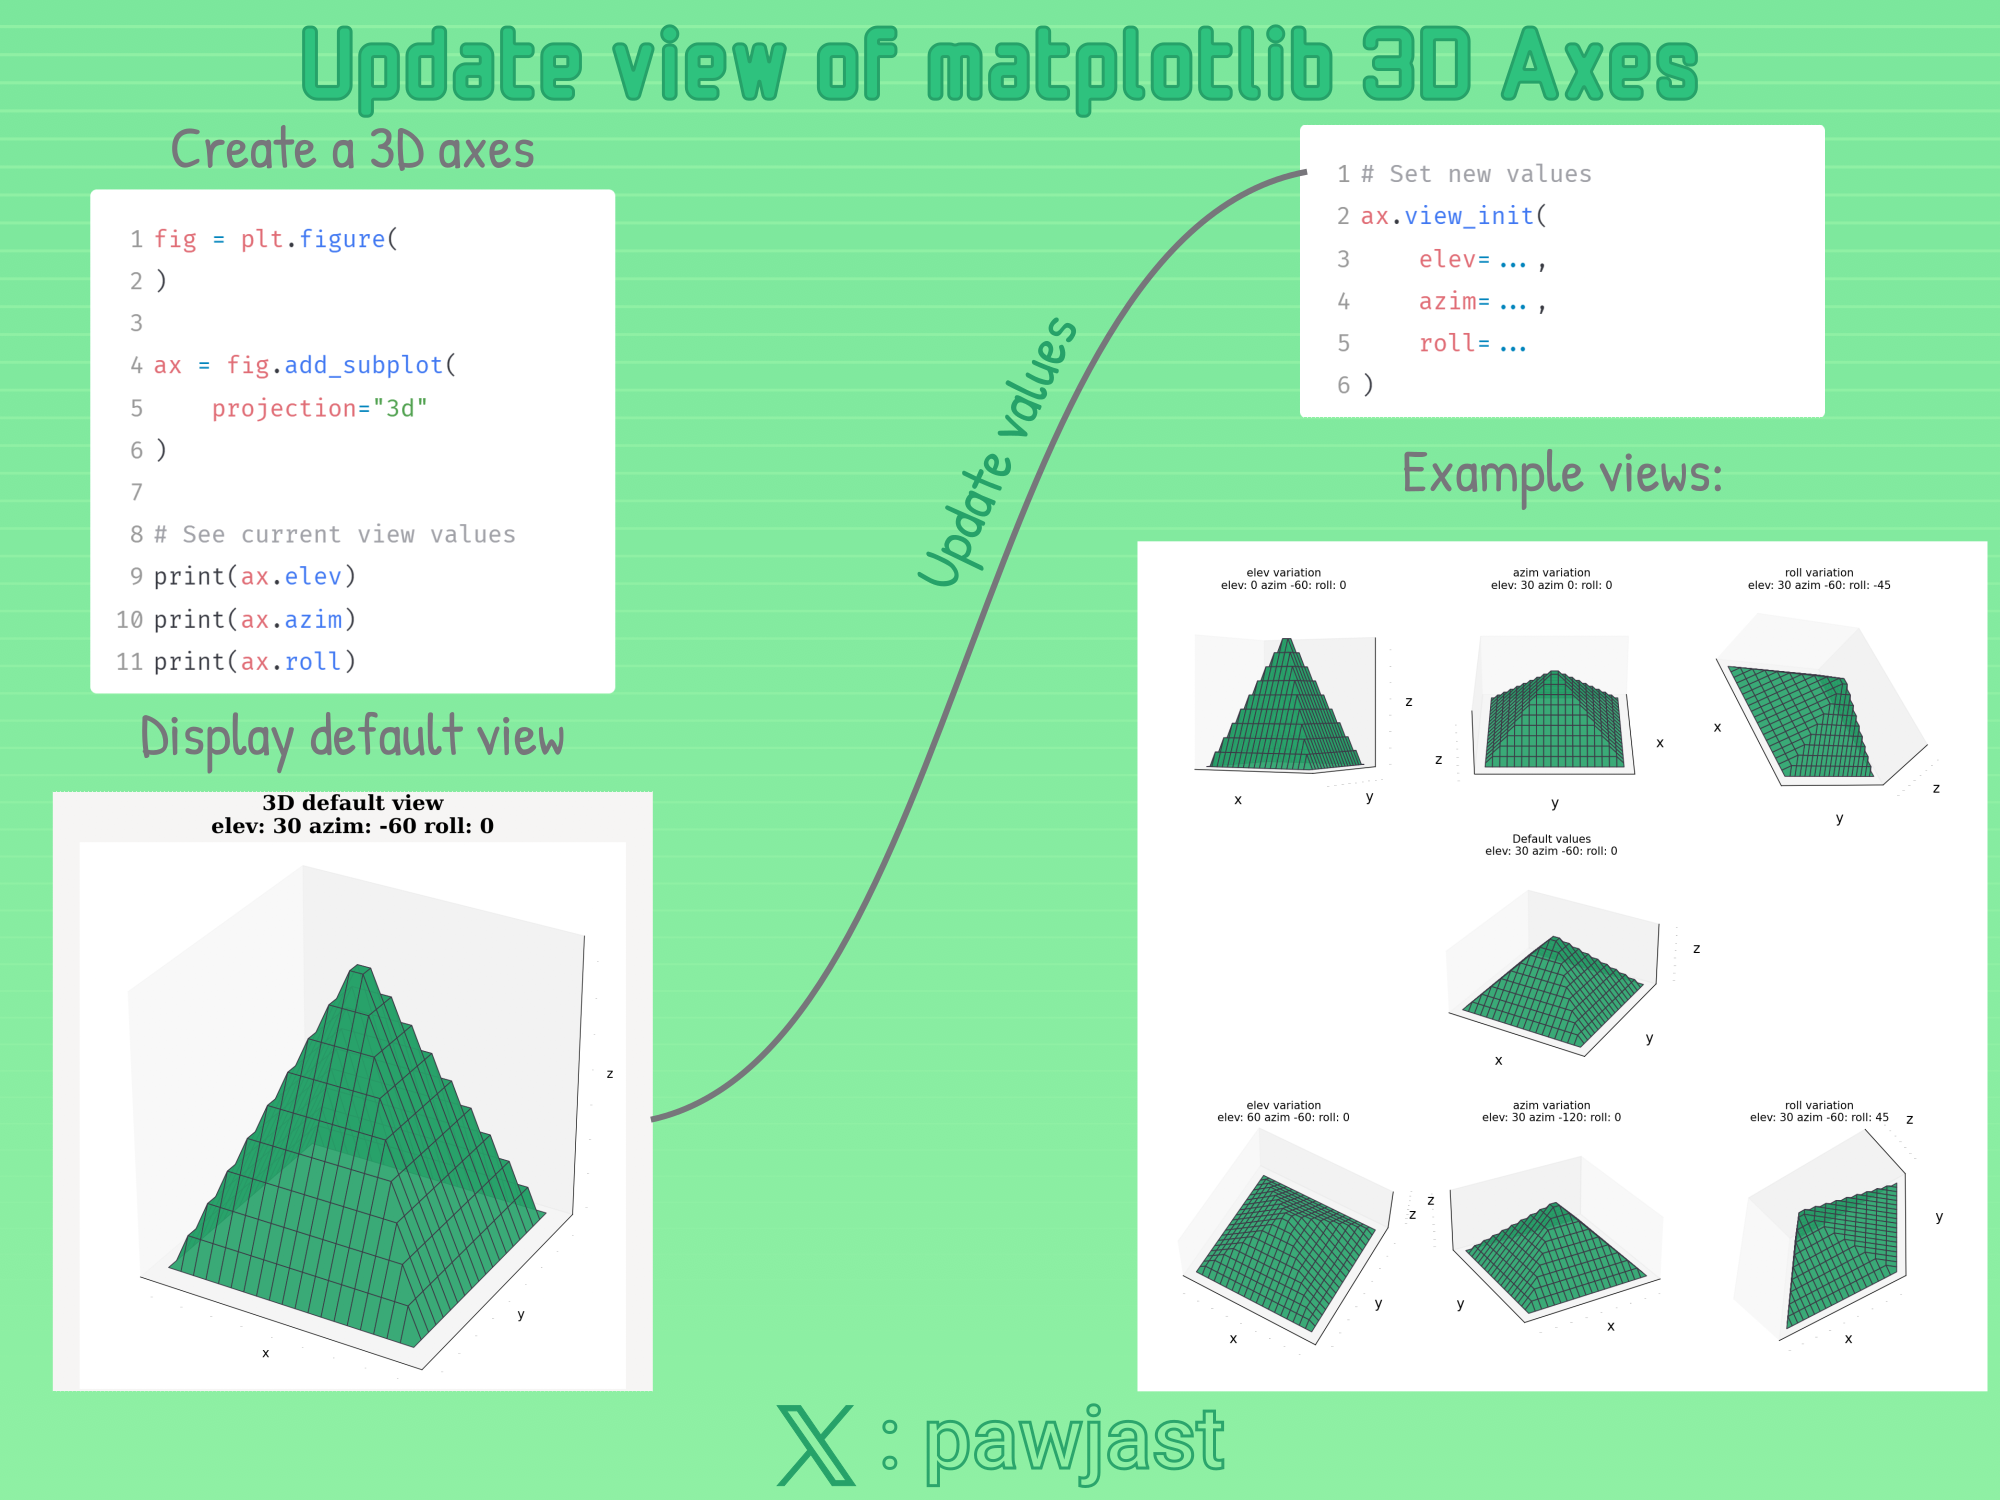 Update view of matplotlib 3D Axes
Create a 3D axes
1 fig = plt.figure(
2 )
3
4 ax = fig.add_subplot(
5     projection="3d"
6 )
7
8 # See current view values
9 print(ax.elev)
10 print(ax.azim)
11 print(ax.roll)
Display default view
3D default view
elev: 30 azim: -60 roll: 0
z
y
x
Update values
1 # Set new values
2 ax.view_init(
3     elev=...,
4     azim=...,
5     roll=...
6 )
Example views:
elev variation
elev: 0 azim -60: roll: 0
z
x
y
azim variation
elev: 30 azim 0: roll: 0
x
z
y
roll variation
elev: 30 azim -60: roll: -45
x
z
y
Default values
elev: 30 azim -60: roll: 0
z
y
x
elev variation
elev: 60 azim -60: roll: 0
z
y
x
azim variation
elev: 30 azim -120: roll: 0
z
y
x
roll variation
elev: 30 azim -60: roll: 45
z
y
x
X : pawjast